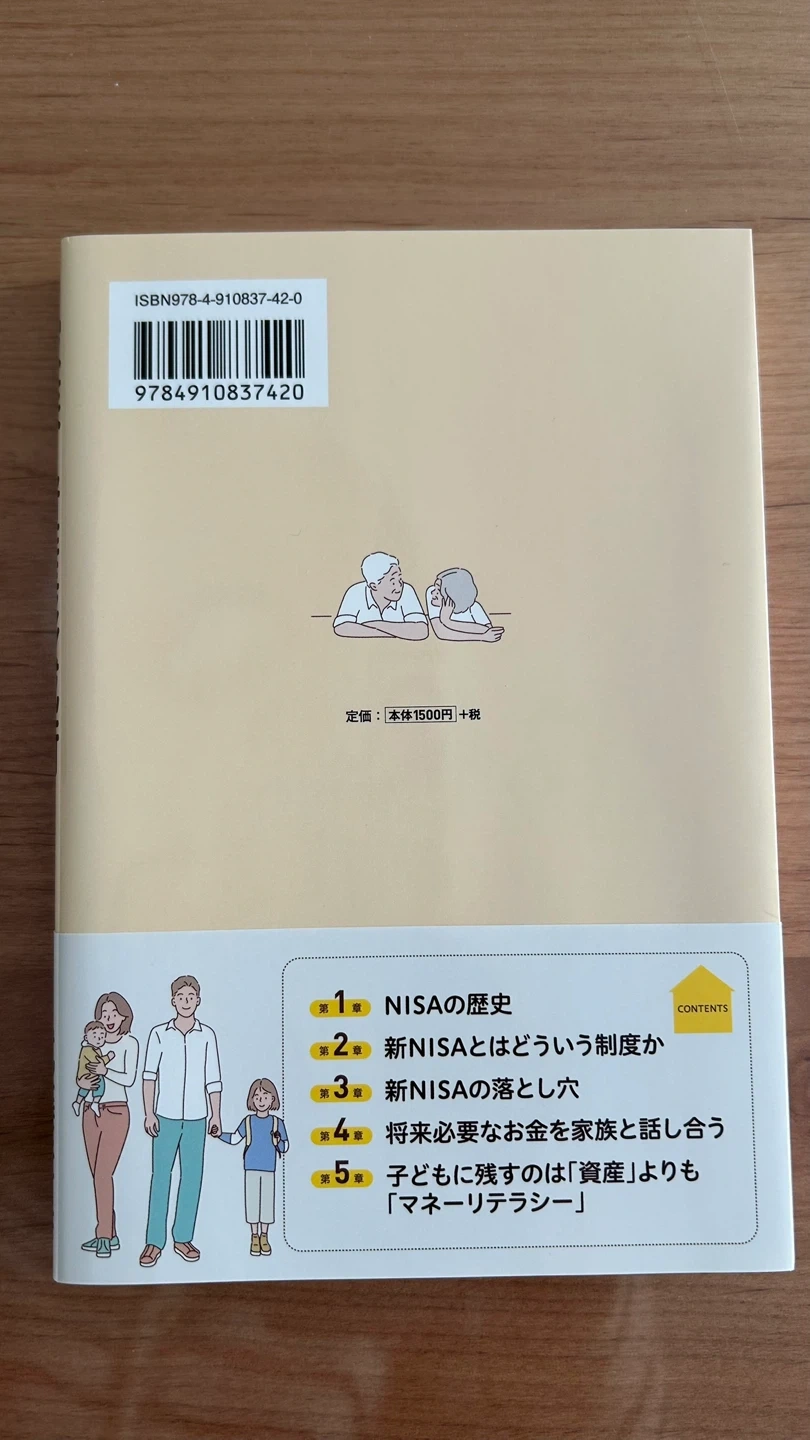 ISBN978-4-910837-42-0
9784910837420
定価：本体1500円+税
CONTENTS
第1章 NISAの歴史
第2章 新NISAとはどういう制度か
第3章 新NISAの落とし穴
第4章 将来必要なお金を家族と話し合う
第5章 子どもに残すのは「資産」よりも
「マネーリテラシー」